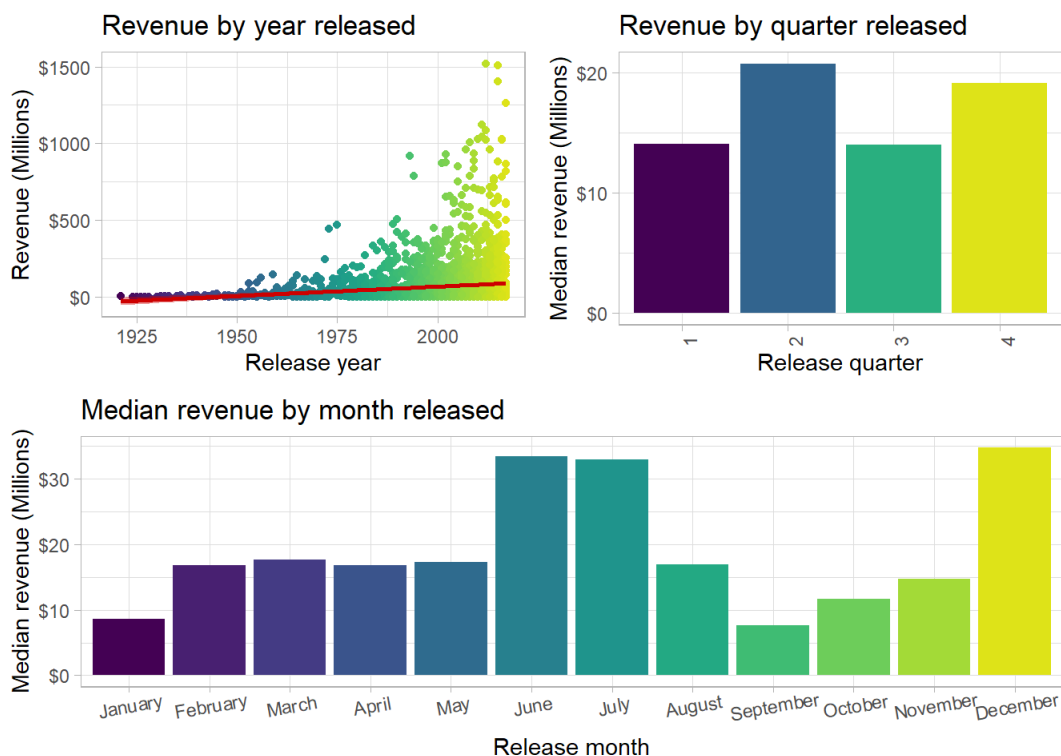 Revenue by year released
Revenue (Millions)
$1500
$1000
$500
$0
1925 1950 1975 2000
Release year
Revenue by quarter released
Median revenue (Millions)
$20
$10
$0
1 2 3 4
Release quarter
Median revenue by month released
Median revenue (Millions)
$30
$20
$10
$0
January February March April May June July August September October November December
Release month